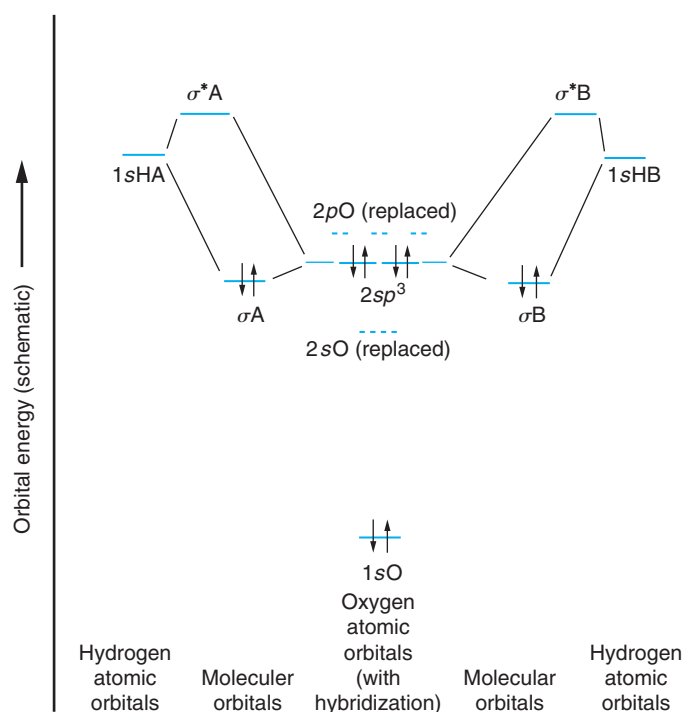 σ*A
σ*B
1sHA
1sHB
2pO (replaced)
2sp³
σA
σB
2sO (replaced)
Orbital energy (schematic)
1sO
Hydrogen
atomic
orbitals
Moleculer
orbitals
Oxygen
atomic
orbitals
(with
hybridization)
Molecular
orbitals
Hydrogen
atomic
orbitals